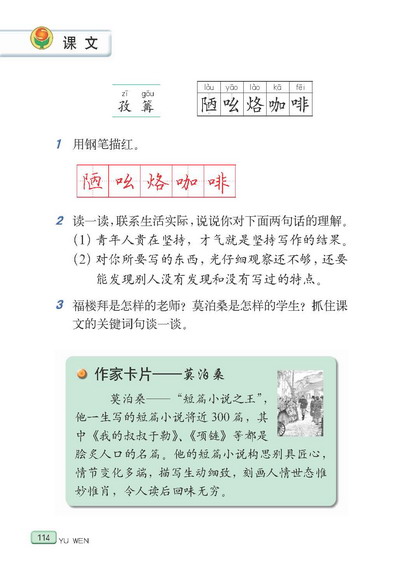 课文
zī gōu
孜 篝
lòu yāo lào kā fēi
陋 吆 烙 咖 啡
1 用钢笔描红。
陋 吆 烙 咖 啡
2 读一读，联系生活实际，说说你对下面两句话的理解。
（1）青年人贵在坚持，才气就是坚持写作的结果。
（2）对你所要写的东西，光仔细观察还不够，还要
能发现别人没有发现和没有写过的特点。
3 福楼拜是怎样的老师？莫泊桑是怎样的学生？抓住课
文的关键词句谈一谈。
作家卡片——莫泊桑
莫泊桑——“短篇小说之王”，
他一生写的短篇小说将近 300 篇，其
中《我的叔叔于勒》、《项链》等都是
脍炙人口的名篇。他的短篇小说构思别具匠心，
情节变化多端，描写生动细致，刻画人情世态惟
妙惟肖，令人读后回味无穷。
114 YU WEN